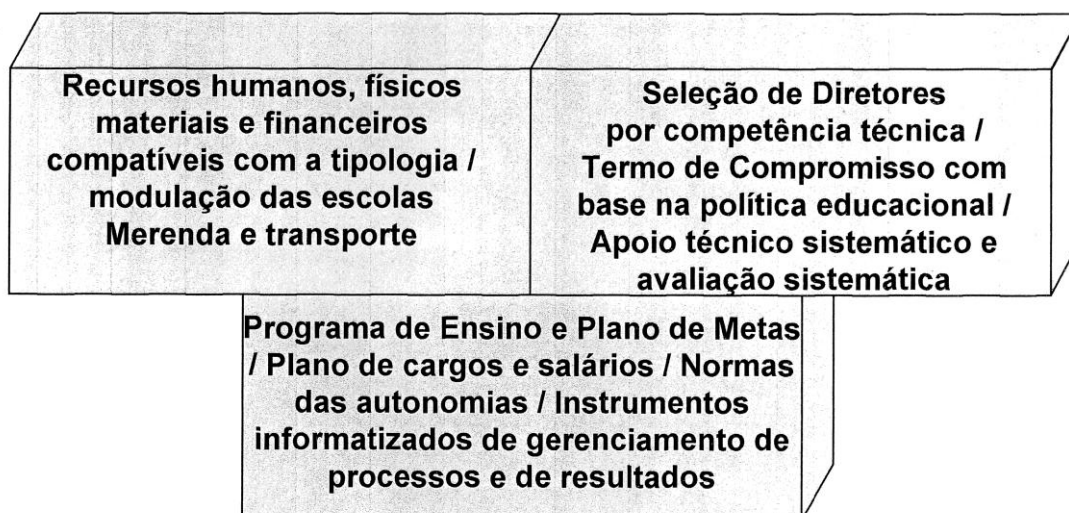 Recursos humanos, físicos
materiais e financeiros
compatíveis com a tipologia /
modulação das escolas
Merenda e transporte
Seleção de Diretores
por competência técnica /
Termo de Compromisso com
base na política educacional /
Apoio técnico sistemático e
avaliação sistemática
Programa de Ensino e Plano de Metas
/ Plano de cargos e salários / Normas
das autonomias / Instrumentos
informatizados de gerenciamento de
processos e de resultados